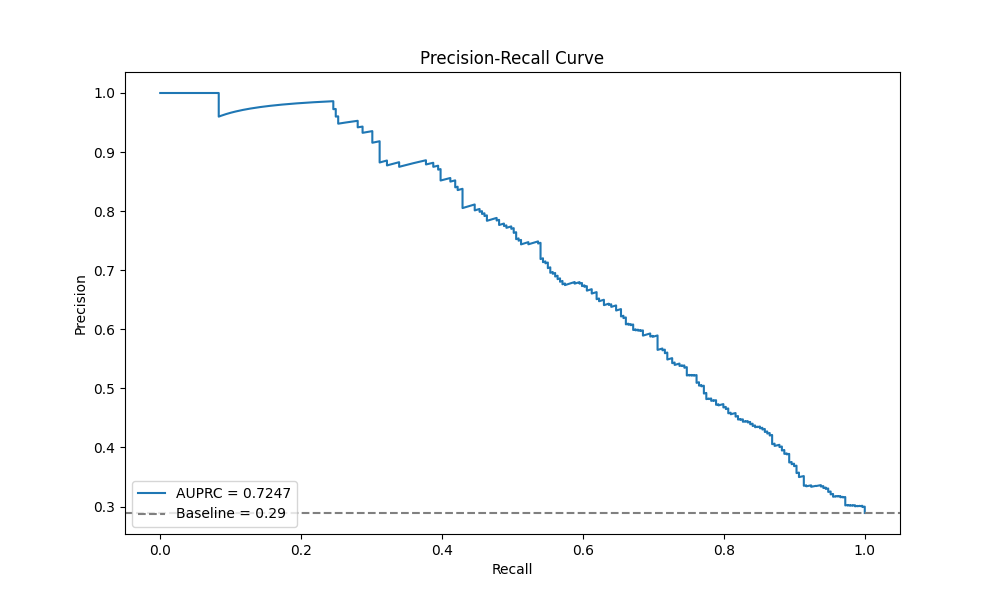 Precision-Recall Curve
Precision
1.0
0.9
0.8
0.7
0.6
0.5
0.4
0.3
AUPRC = 0.7247
Baseline = 0.29
0.0 0.2 0.4 0.6 0.8 1.0
Recall